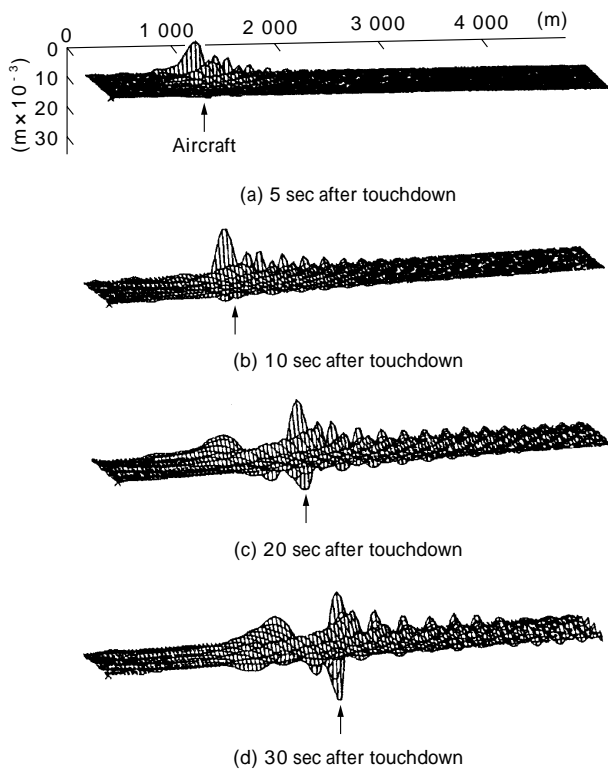 0 1 000 2 000 3 000 4 000 (m)
0
10
20
30
(m × 10⁻³)
Aircraft
(a) 5 sec after touchdown
(b) 10 sec after touchdown
(c) 20 sec after touchdown
(d) 30 sec after touchdown